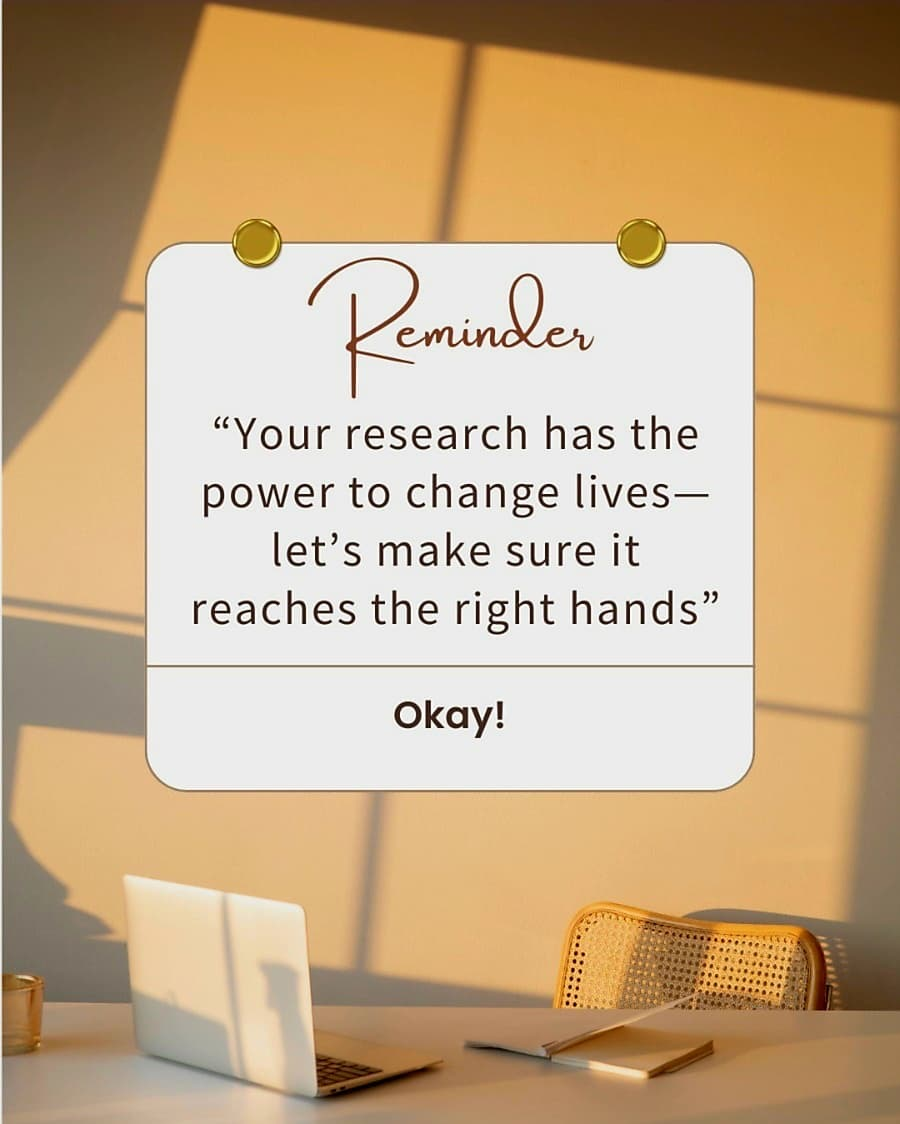 Reminder
“Your research has the
power to change lives—
let’s make sure it
reaches the right hands”
Okay!